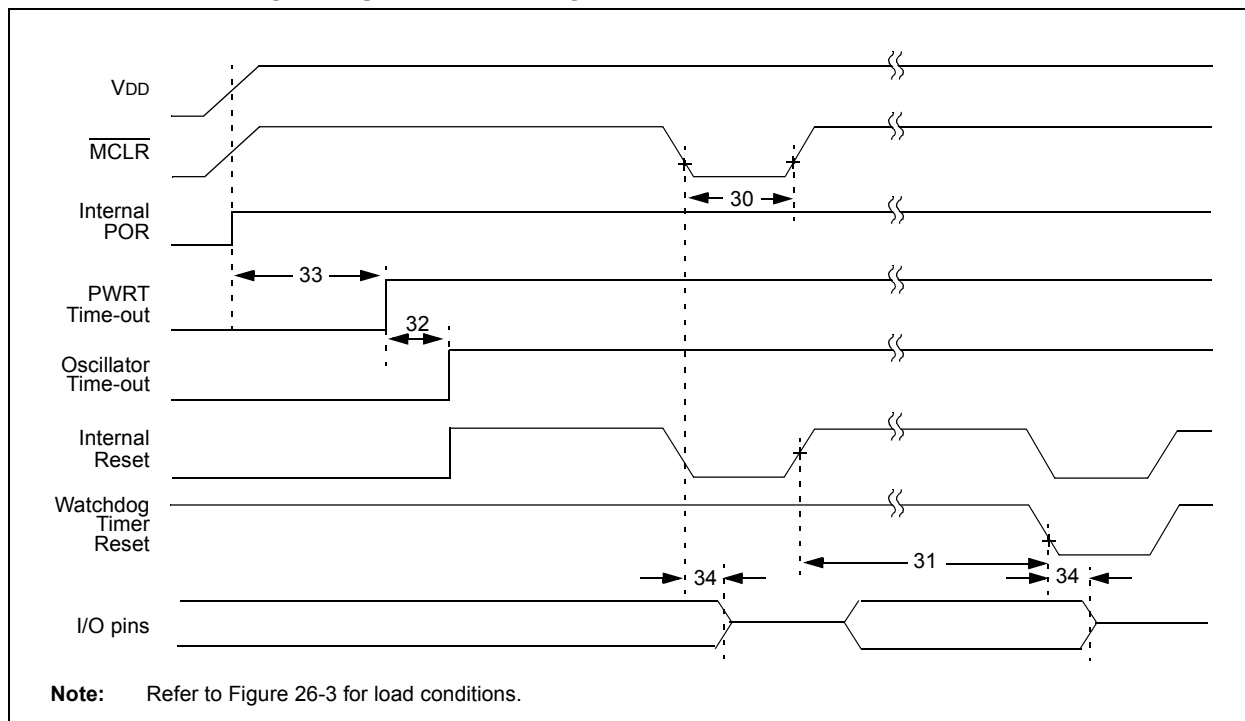 VDD
MCLR
30
Internal
POR
33
PWRT
Time-out
32
Oscillator
Time-out
Internal
Reset
Watchdog
Timer
Reset
31
34
34
I/O pins
Note: Refer to Figure 26-3 for load conditions.